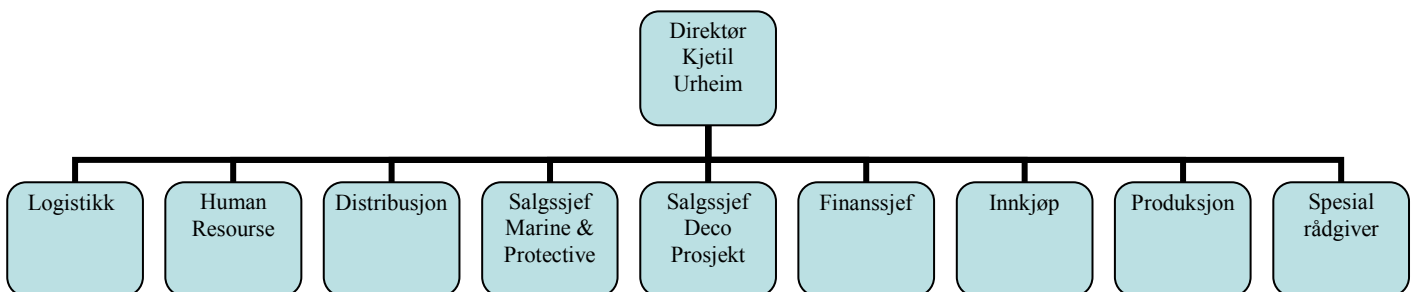 Direktør
Kjetil
Urheim
Logistikk
Human
Resourse
Distribusjon
Salgssjef
Marine &
Protective
Salgssjef
Deco
Prosjekt
Finanssjef
Innkjøp
Produksjon
Spesial
rådgiver